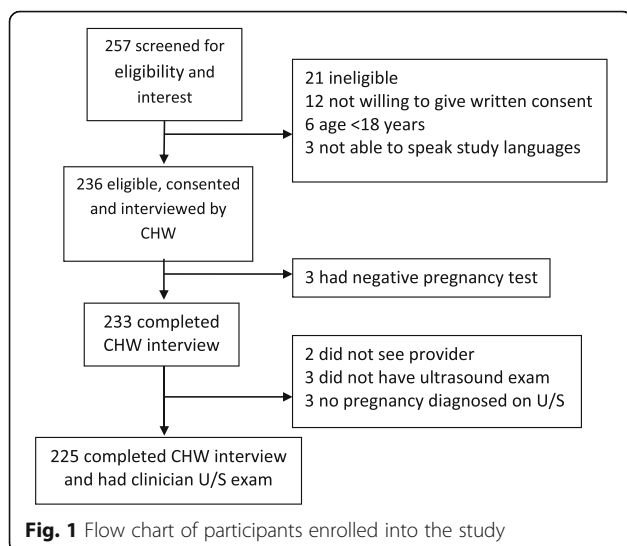 257 screened for
eligibility and
interest
21 ineligible
12 not willing to give written consent
6 age <18 years
3 not able to speak study languages
236 eligible, consented
and interviewed by
CHW
3 had negative pregnancy test
233 completed
CHW interview
2 did not see provider
3 did not have ultrasound exam
3 no pregnancy diagnosed on U/S
225 completed CHW interview
and had clinician U/S exam
Fig. 1 Flow chart of participants enrolled into the study